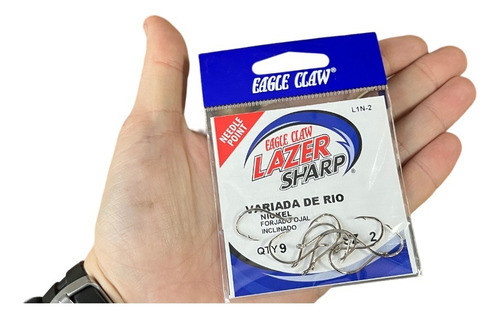 EAGLE CLAW®
L1N-2
NEEDLE
POINT
EAGLE CLAW
LAZER
SHARP®
VARIADA DE RIO
NICKEL
FORJADO OJAL
INCLINADO
QTY 9
2